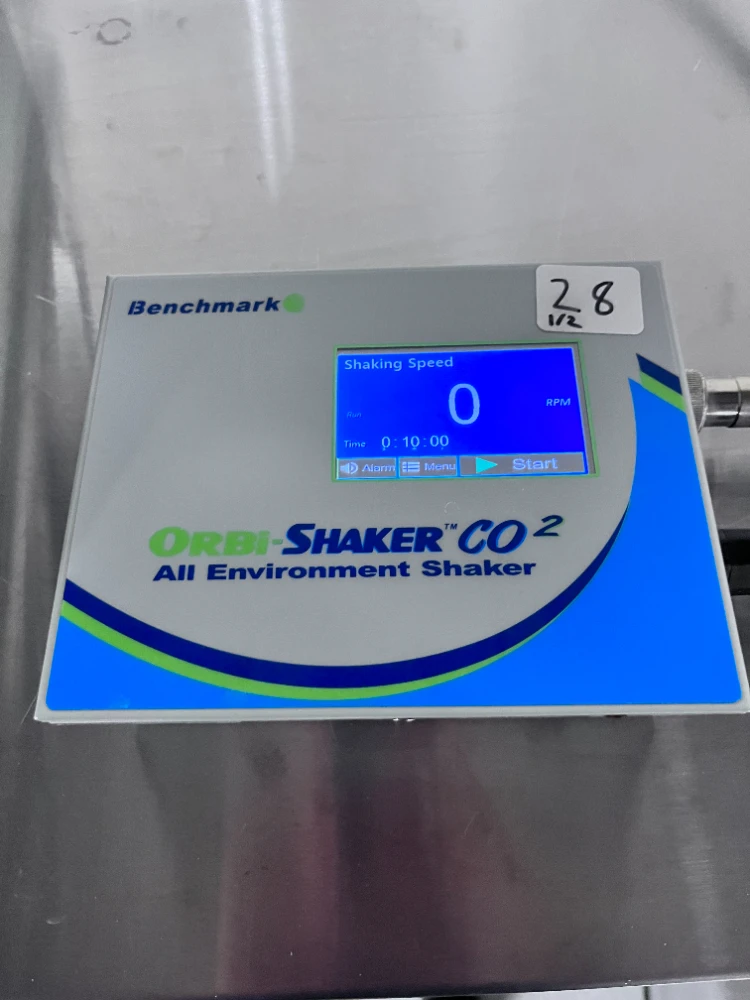 Benchmark
28
1/2
Shaking Speed
0
Run
RPM
Time 0:10:00
Alarm Menu Start
ORBI-SHAKER™ CO2
All Environment Shaker